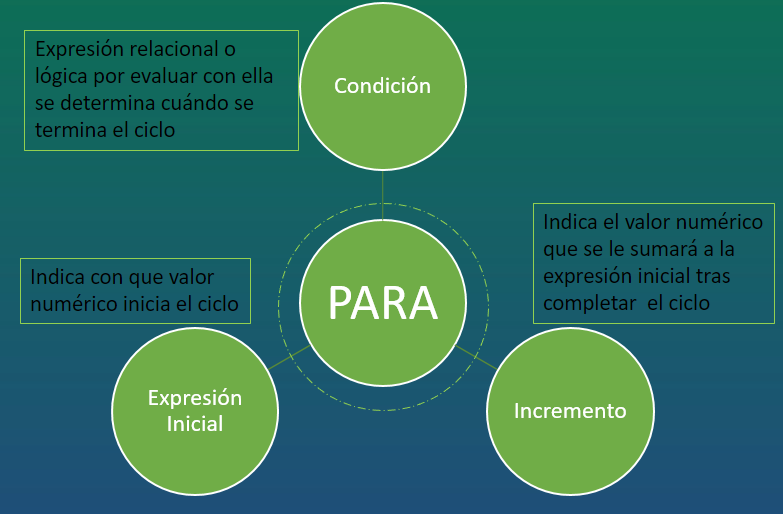 Expresión relacional o
lógica por evaluar con ella
se determina cuándo se
termina el ciclo
Condición
Indica el valor numérico
que se le sumará a la
expresión inicial tras
completar  el ciclo
Indica con que valor
numérico inicia el ciclo
PARA
Expresión
Inicial
Incremento